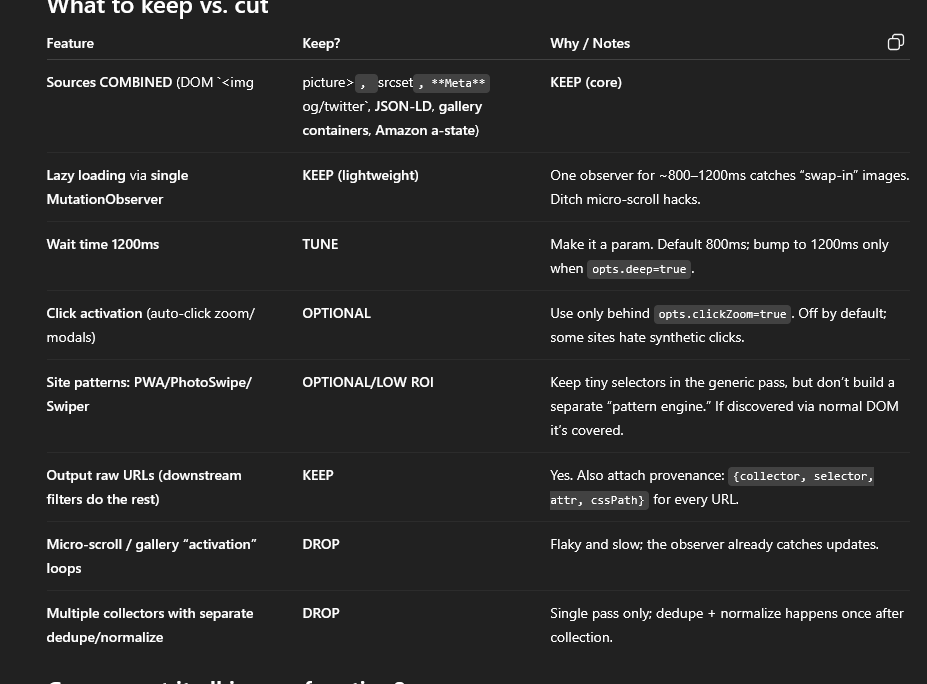 What to keep vs. cut
Feature Keep? Why / Notes
Sources COMBINED (DOM `<img picture> , srcset , **Meta** KEEP (core)
og/twitter`, JSON-LD, gallery
containers, Amazon a-state)
Lazy loading via single KEEP (lightweight) One observer for ~800–1200ms catches “swap-in” images.
MutationObserver Ditch micro-scroll hacks.
Wait time 1200ms TUNE Make it a param. Default 800ms; bump to 1200ms only
when opts.deep=true .
Click activation (auto-click zoom/ OPTIONAL Use only behind opts.clickZoom=true . Off by default;
modals) some sites hate synthetic clicks.
Site patterns: PWA/PhotoSwipe/ OPTIONAL/LOW ROI Keep tiny selectors in the generic pass, but don’t build a
Swiper separate “pattern engine.” If discovered via normal DOM
it’s covered.
Output raw URLs (downstream KEEP Yes. Also attach provenance: {collector, selector,
filters do the rest) attr, cssPath} for every URL.
Micro-scroll / gallery “activation” DROP Flaky and slow; the observer already catches updates.
loops
Multiple collectors with separate DROP Single pass only; dedupe + normalize happens once after
dedupe/normalize collection.